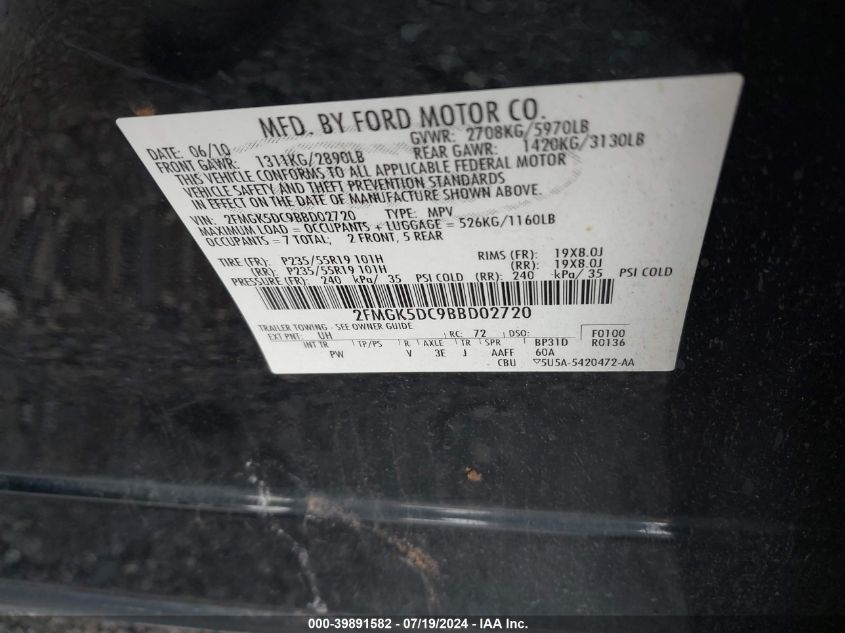 MFD. BY FORD MOTOR CO.
DATE: 06/10 GVWR: 2708KG/5970LB
FRONT GAWR: 1311KG/2890LB REAR GAWR: 1420KG/3130LB
THIS VEHICLE CONFORMS TO ALL APPLICABLE FEDERAL MOTOR
VEHICLE SAFETY AND THEFT PREVENTION STANDARDS
IN EFFECT ON THE DATE OF MANUFACTURE SHOWN ABOVE.
VIN: 2FMGK5DC9BBD02720 TYPE: MPV
MAXIMUM LOAD = OCCUPANTS + LUGGAGE = 526KG/1160LB
OCCUPANTS = 7 TOTAL; 2 FRONT, 5 REAR
TIRE (FR): P235/55R19 101H RIMS (FR): 19X8.0J
(RR): P235/55R19 101H (RR): 19X8.0J
PRESSURE (FR): 240 kPa/ 35 PSI COLD (RR): 240 kPa/ 35 PSI COLD
2FMGK5DC9BBD02720
TRAILER TOWING - SEE OWNER GUIDE
EXT PNT: UH RC: 72 DSO: F0100
INT TR TP/PS R AXLE TR SPR BP31D R0136
PW V 3E J AAFF 60A
CBU 5U5A-5420472-AA
000-39891582 - 07/19/2024 - IAA Inc.